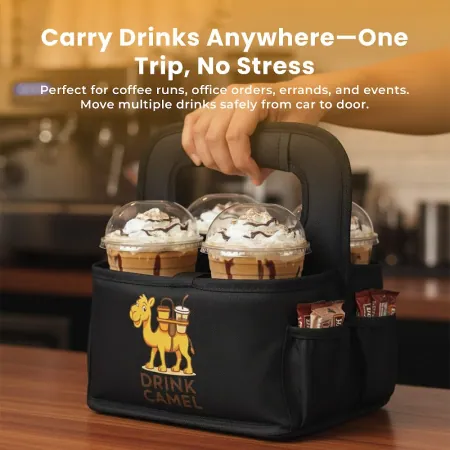 Carry Drinks Anywhere—One
Trip, No Stress
Perfect for coffee runs, office orders, errands, and events.
Move multiple drinks safely from car to door.
DRINK
CAMEL